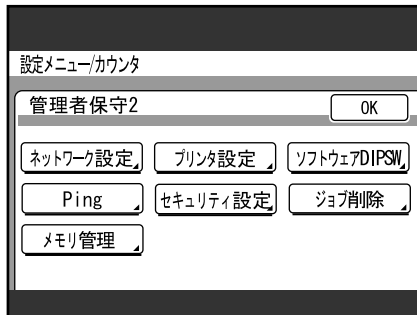 設定メニュー/カウンタ
管理者保守2 OK
ネットワーク設定 プリンタ設定 ソフトウェアDIPSW
Ping セキュリティ設定 ジョブ削除
メモリ管理